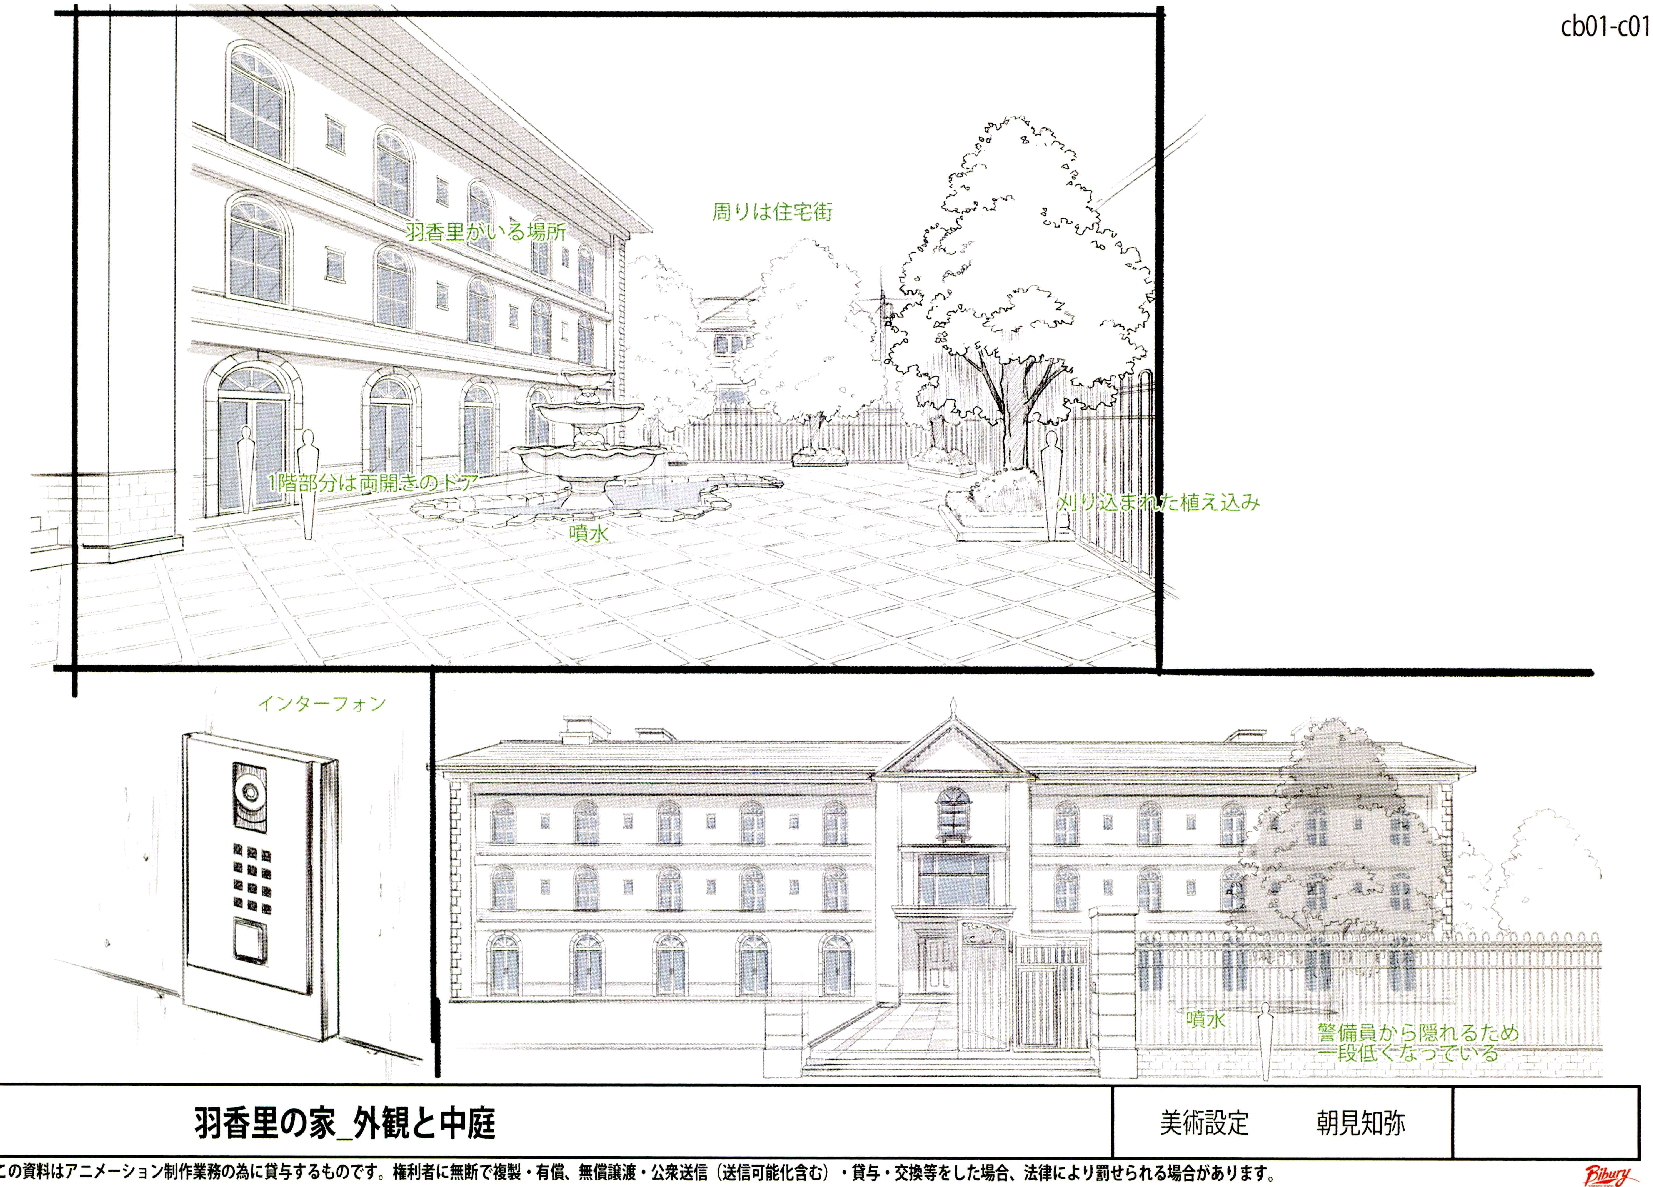 cb01-c01
周りは住宅街
羽香里がいる場所
1階部分は両開きのドア
刈り込まれた植え込み
噴水
インターフォン
噴水
警備員から隠れるため
一段低くなっている
羽香里の家_外観と中庭
美術設定 朝見知弥
この資料はアニメーション制作業務の為に貸与するものです。権利者に無断で複製・有償、無償譲渡・公衆送信（送信可能化含む）・貸与・交換等をした場合、法律により罰せられる場合があります。
Bibury